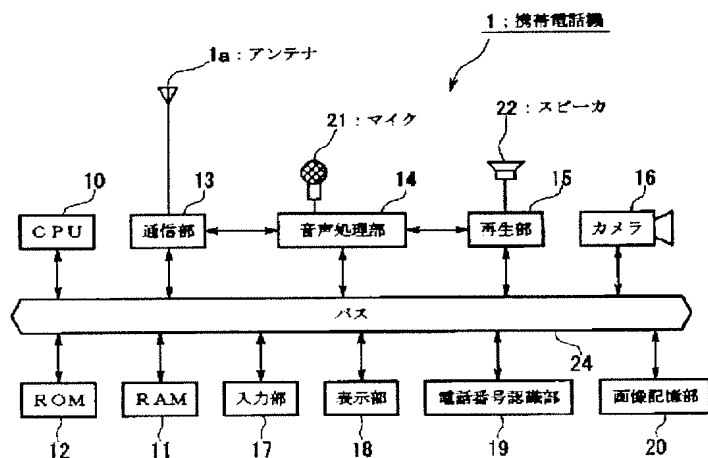 1：携帯電話機
1a：アンテナ
21：マイク
22：スピーカ
10
13
14
15
16
CPU
通信部
音声処理部
再生部
カメラ
バス
24
ROM
RAM
入力部
表示部
電話番号認識部
画像記憶部
12
11
17
18
19
20